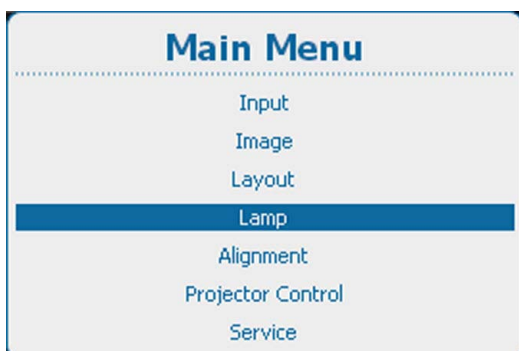 Main Menu
Input
Image
Layout
Lamp
Alignment
Projector Control
Service